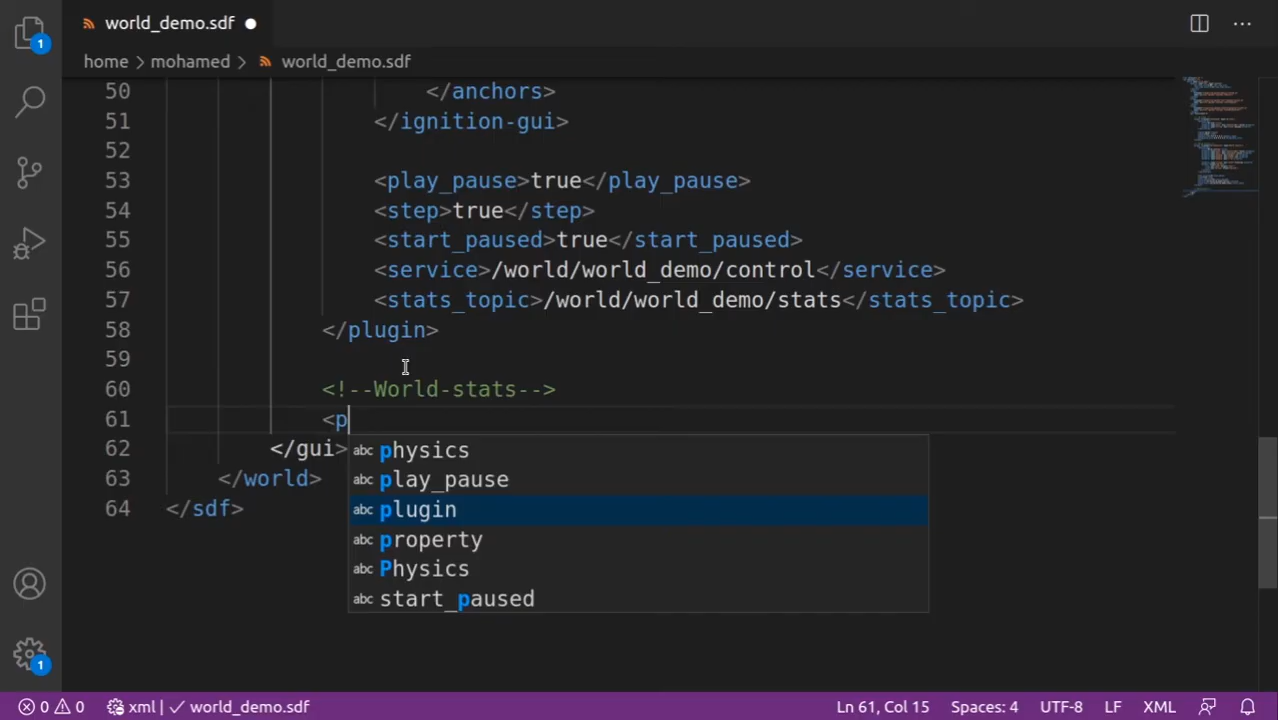 1
world_demo.sdf
home > mohamed > world_demo.sdf
50 </anchors>
51 </ignition-gui>
52
53 <play_pause>true</play_pause>
54 <step>true</step>
55 <start_paused>true</start_paused>
56 <service>/world/world_demo/control</service>
57 <stats_topic>/world/world_demo/stats</stats_topic>
58 </plugin>
59
60 <!--World-stats-->
61 <p
62 </gui>
63 </world>
64 </sdf>
abc physics
abc play_pause
abc plugin
abc property
abc Physics
abc start_paused
1
0 0 xml | ✓ world_demo.sdf Ln 61, Col 15 Spaces: 4 UTF-8 LF XML